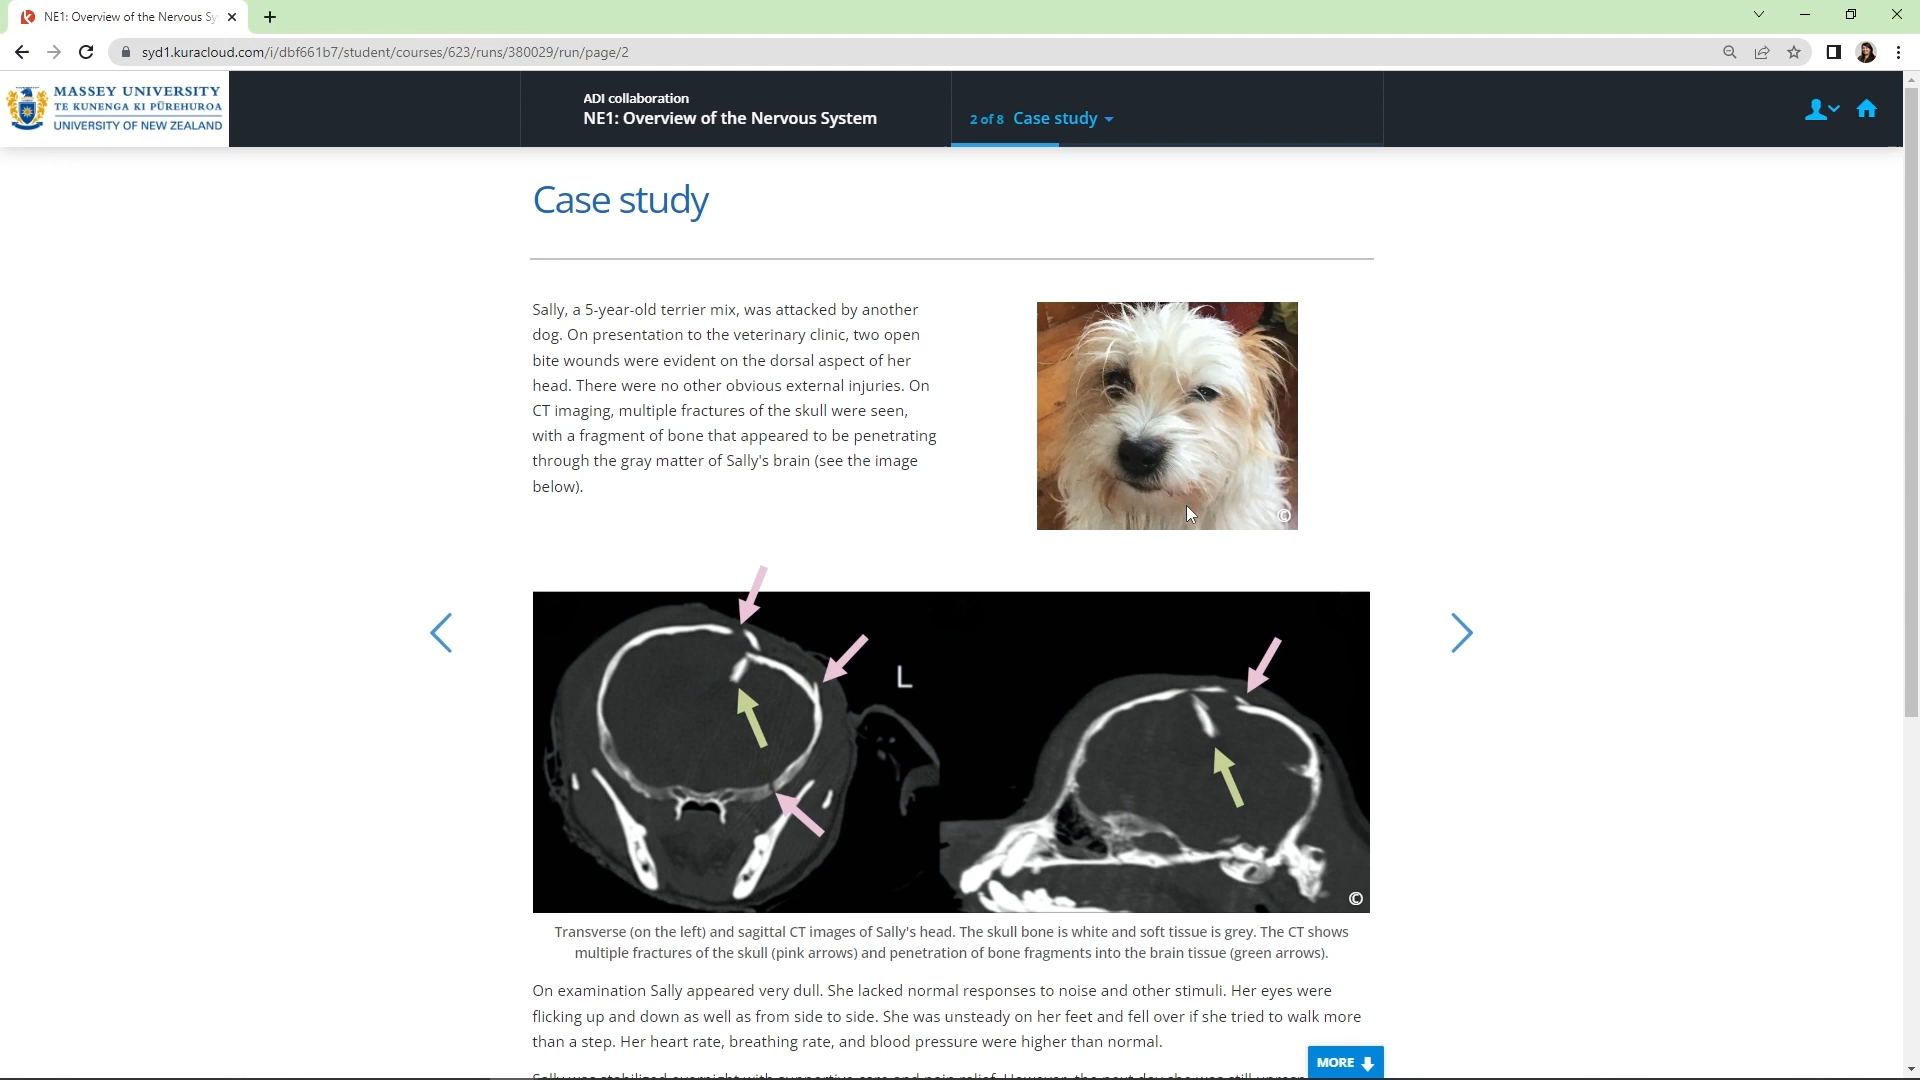 NE1: Overview of the Nervous Sy
syd1.kuracloud.com/i/dbf661b7/student/courses/623/runs/380029/run/page/2
MASSEY UNIVERSITY
TE KUNENGA KI PŪREHUROA
UNIVERSITY OF NEW ZEALAND
ADI collaboration
NE1: Overview of the Nervous System
2 of 8 Case study
Case study
Sally, a 5-year-old terrier mix, was attacked by another
dog. On presentation to the veterinary clinic, two open
bite wounds were evident on the dorsal aspect of her
head. There were no other obvious external injuries. On
CT imaging, multiple fractures of the skull were seen,
with a fragment of bone that appeared to be penetrating
through the gray matter of Sally's brain (see the image
below).
©
L
©
Transverse (on the left) and sagittal CT images of Sally's head. The skull bone is white and soft tissue is grey. The CT shows
multiple fractures of the skull (pink arrows) and penetration of bone fragments into the brain tissue (green arrows).
On examination Sally appeared very dull. She lacked normal responses to noise and other stimuli. Her eyes were
flicking up and down as well as from side to side. She was unsteady on her feet and fell over if she tried to walk more
than a step. Her heart rate, breathing rate, and blood pressure were higher than normal.
MORE